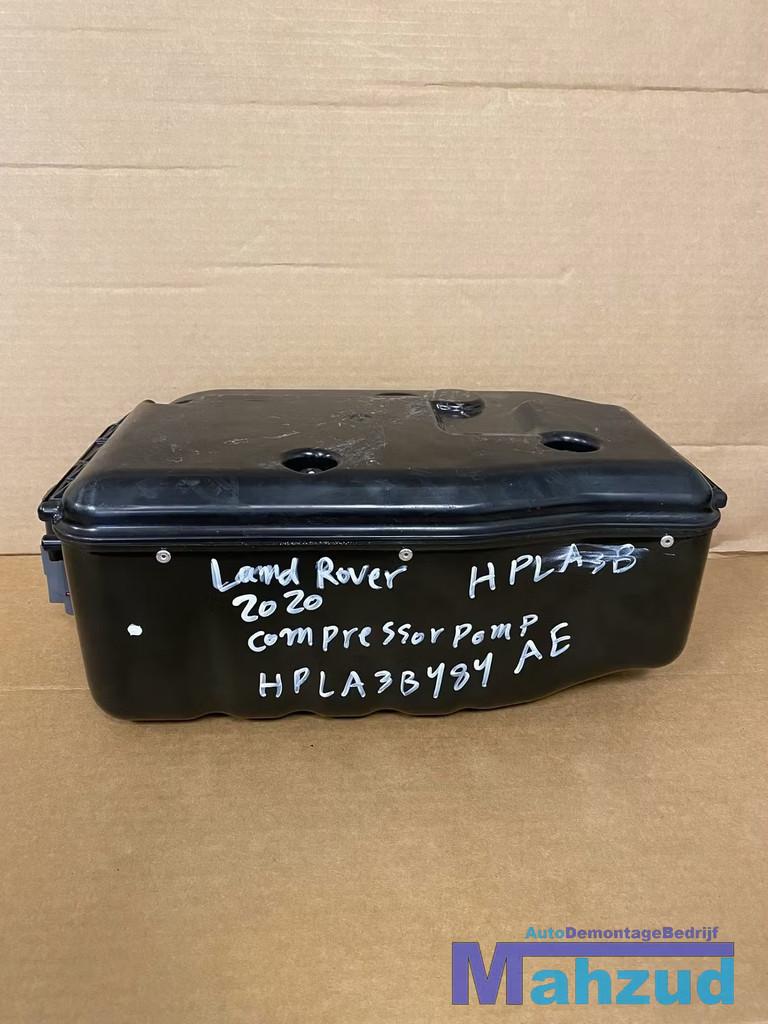 Land Rover HPLA3B
2020
compressor pomp
HPLA3B484 AE
AutoDemontageBedrijf
Mahzud